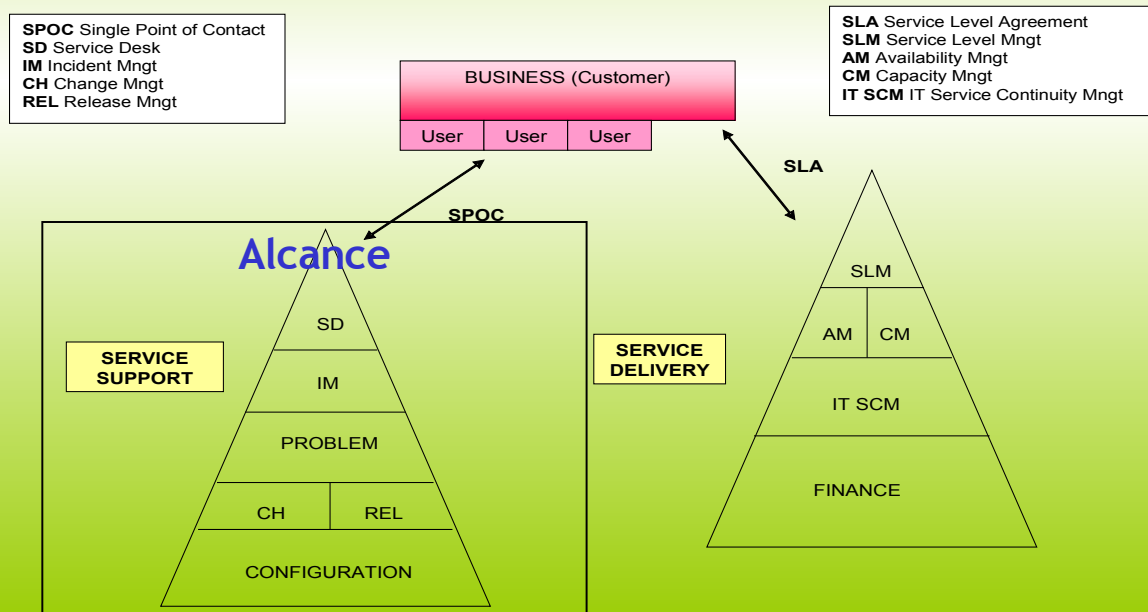 SPOC Single Point of Contact
SD Service Desk
IM Incident Mngt
CH Change Mngt
REL Release Mngt
SLA Service Level Agreement
SLM Service Level Mngt
AM Availability Mngt
CM Capacity Mngt
IT SCM IT Service Continuity Mngt
BUSINESS (Customer)
User User User
SLA
SPOC
Alcance
SD
SERVICE
SUPPORT
IM
PROBLEM
CH REL
CONFIGURATION
SERVICE
DELIVERY
SLM
AM CM
IT SCM
FINANCE